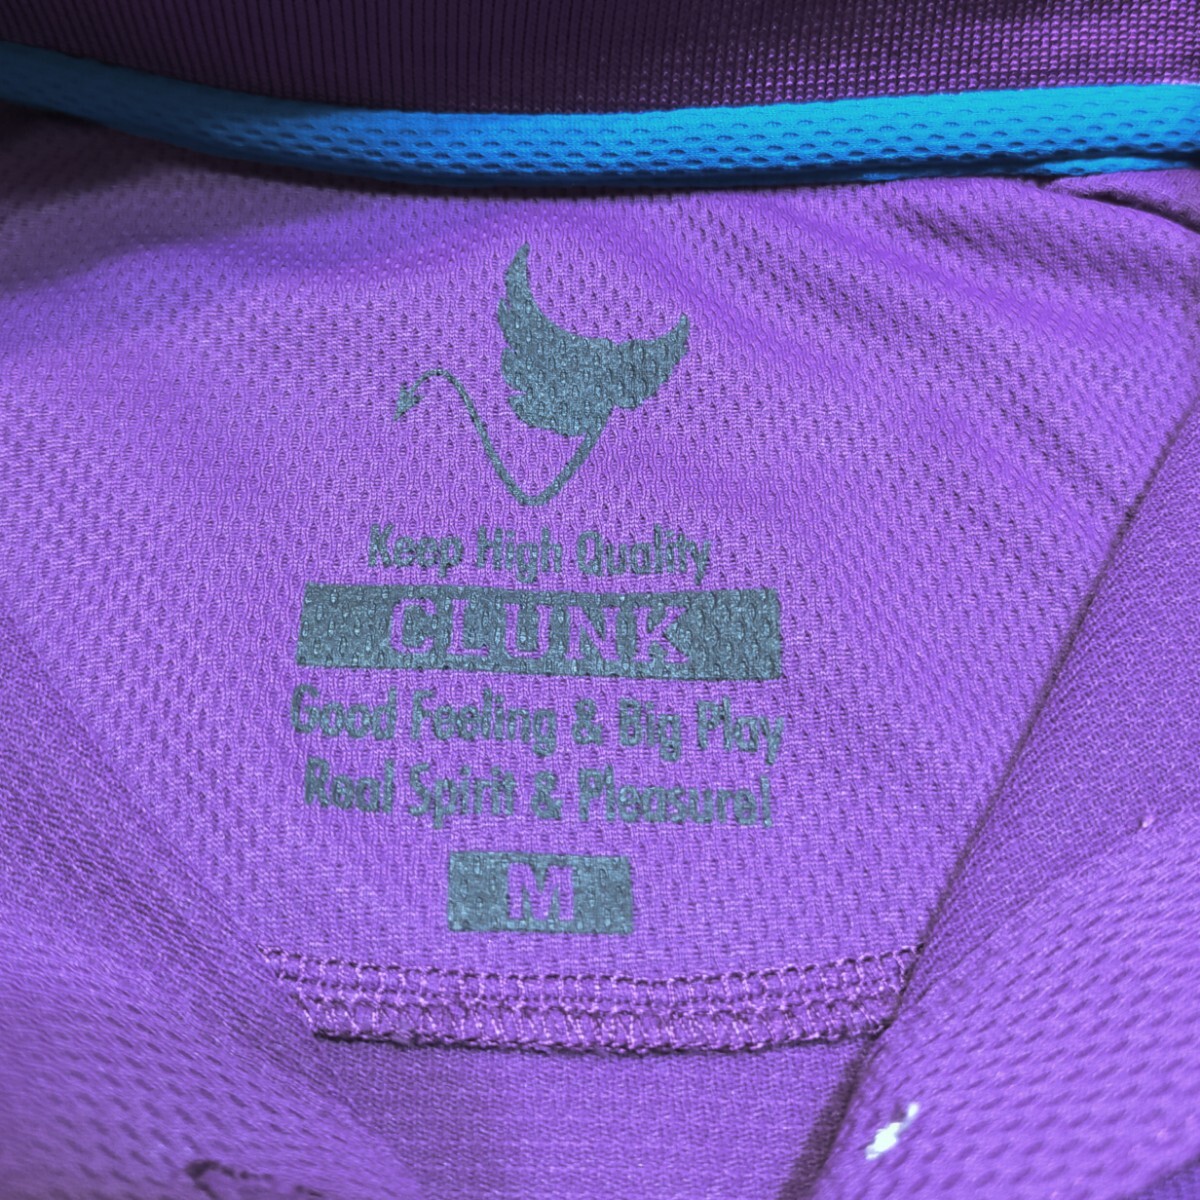 Keep High Quality
CLUNK
Good Feeling & Big Play
Real Spirit & Pleasure!
M